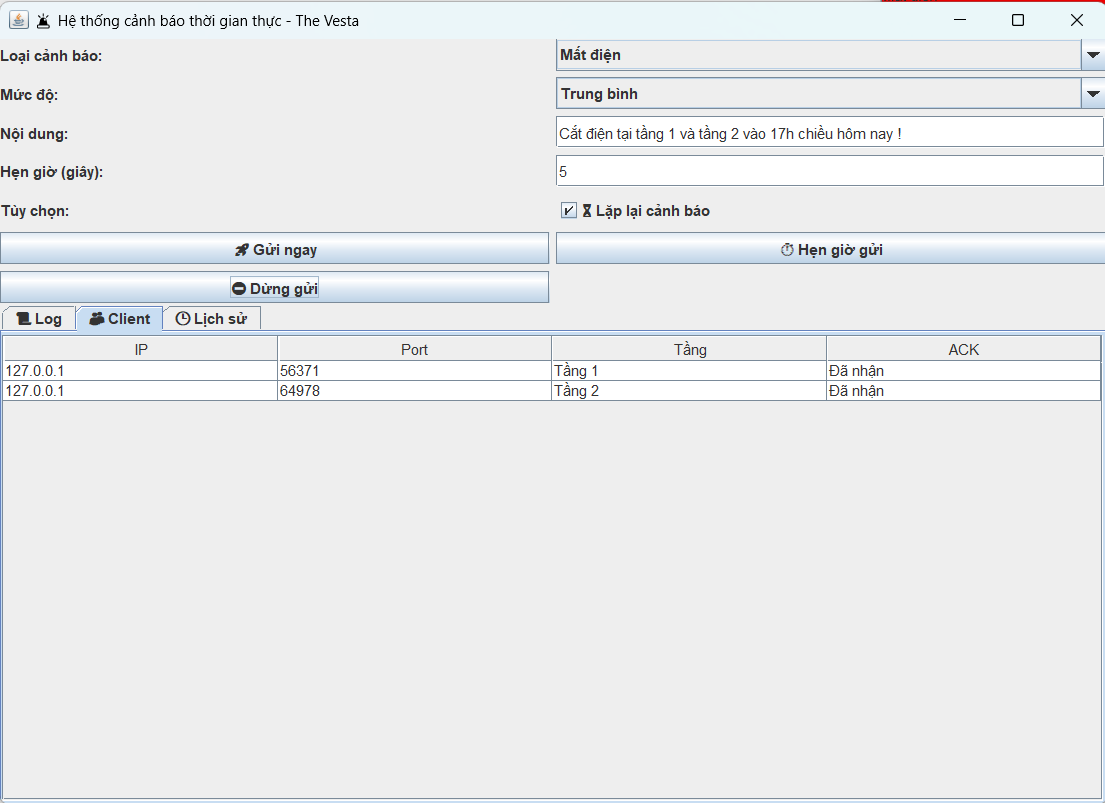 Hệ thống cảnh báo thời gian thực - The Vesta
Loại cảnh báo: Mất điện
Mức độ: Trung bình
Nội dung: Cắt điện tại tầng 1 và tầng 2 vào 17h chiều hôm nay !
Hẹn giờ (giây): 5
Tùy chọn: Lặp lại cảnh báo
Gửi ngay Hẹn giờ gửi
Dừng gửi
Log Client Lịch sử
IP Port Tầng ACK
127.0.0.1 56371 Tầng 1 Đã nhận
127.0.0.1 64978 Tầng 2 Đã nhận